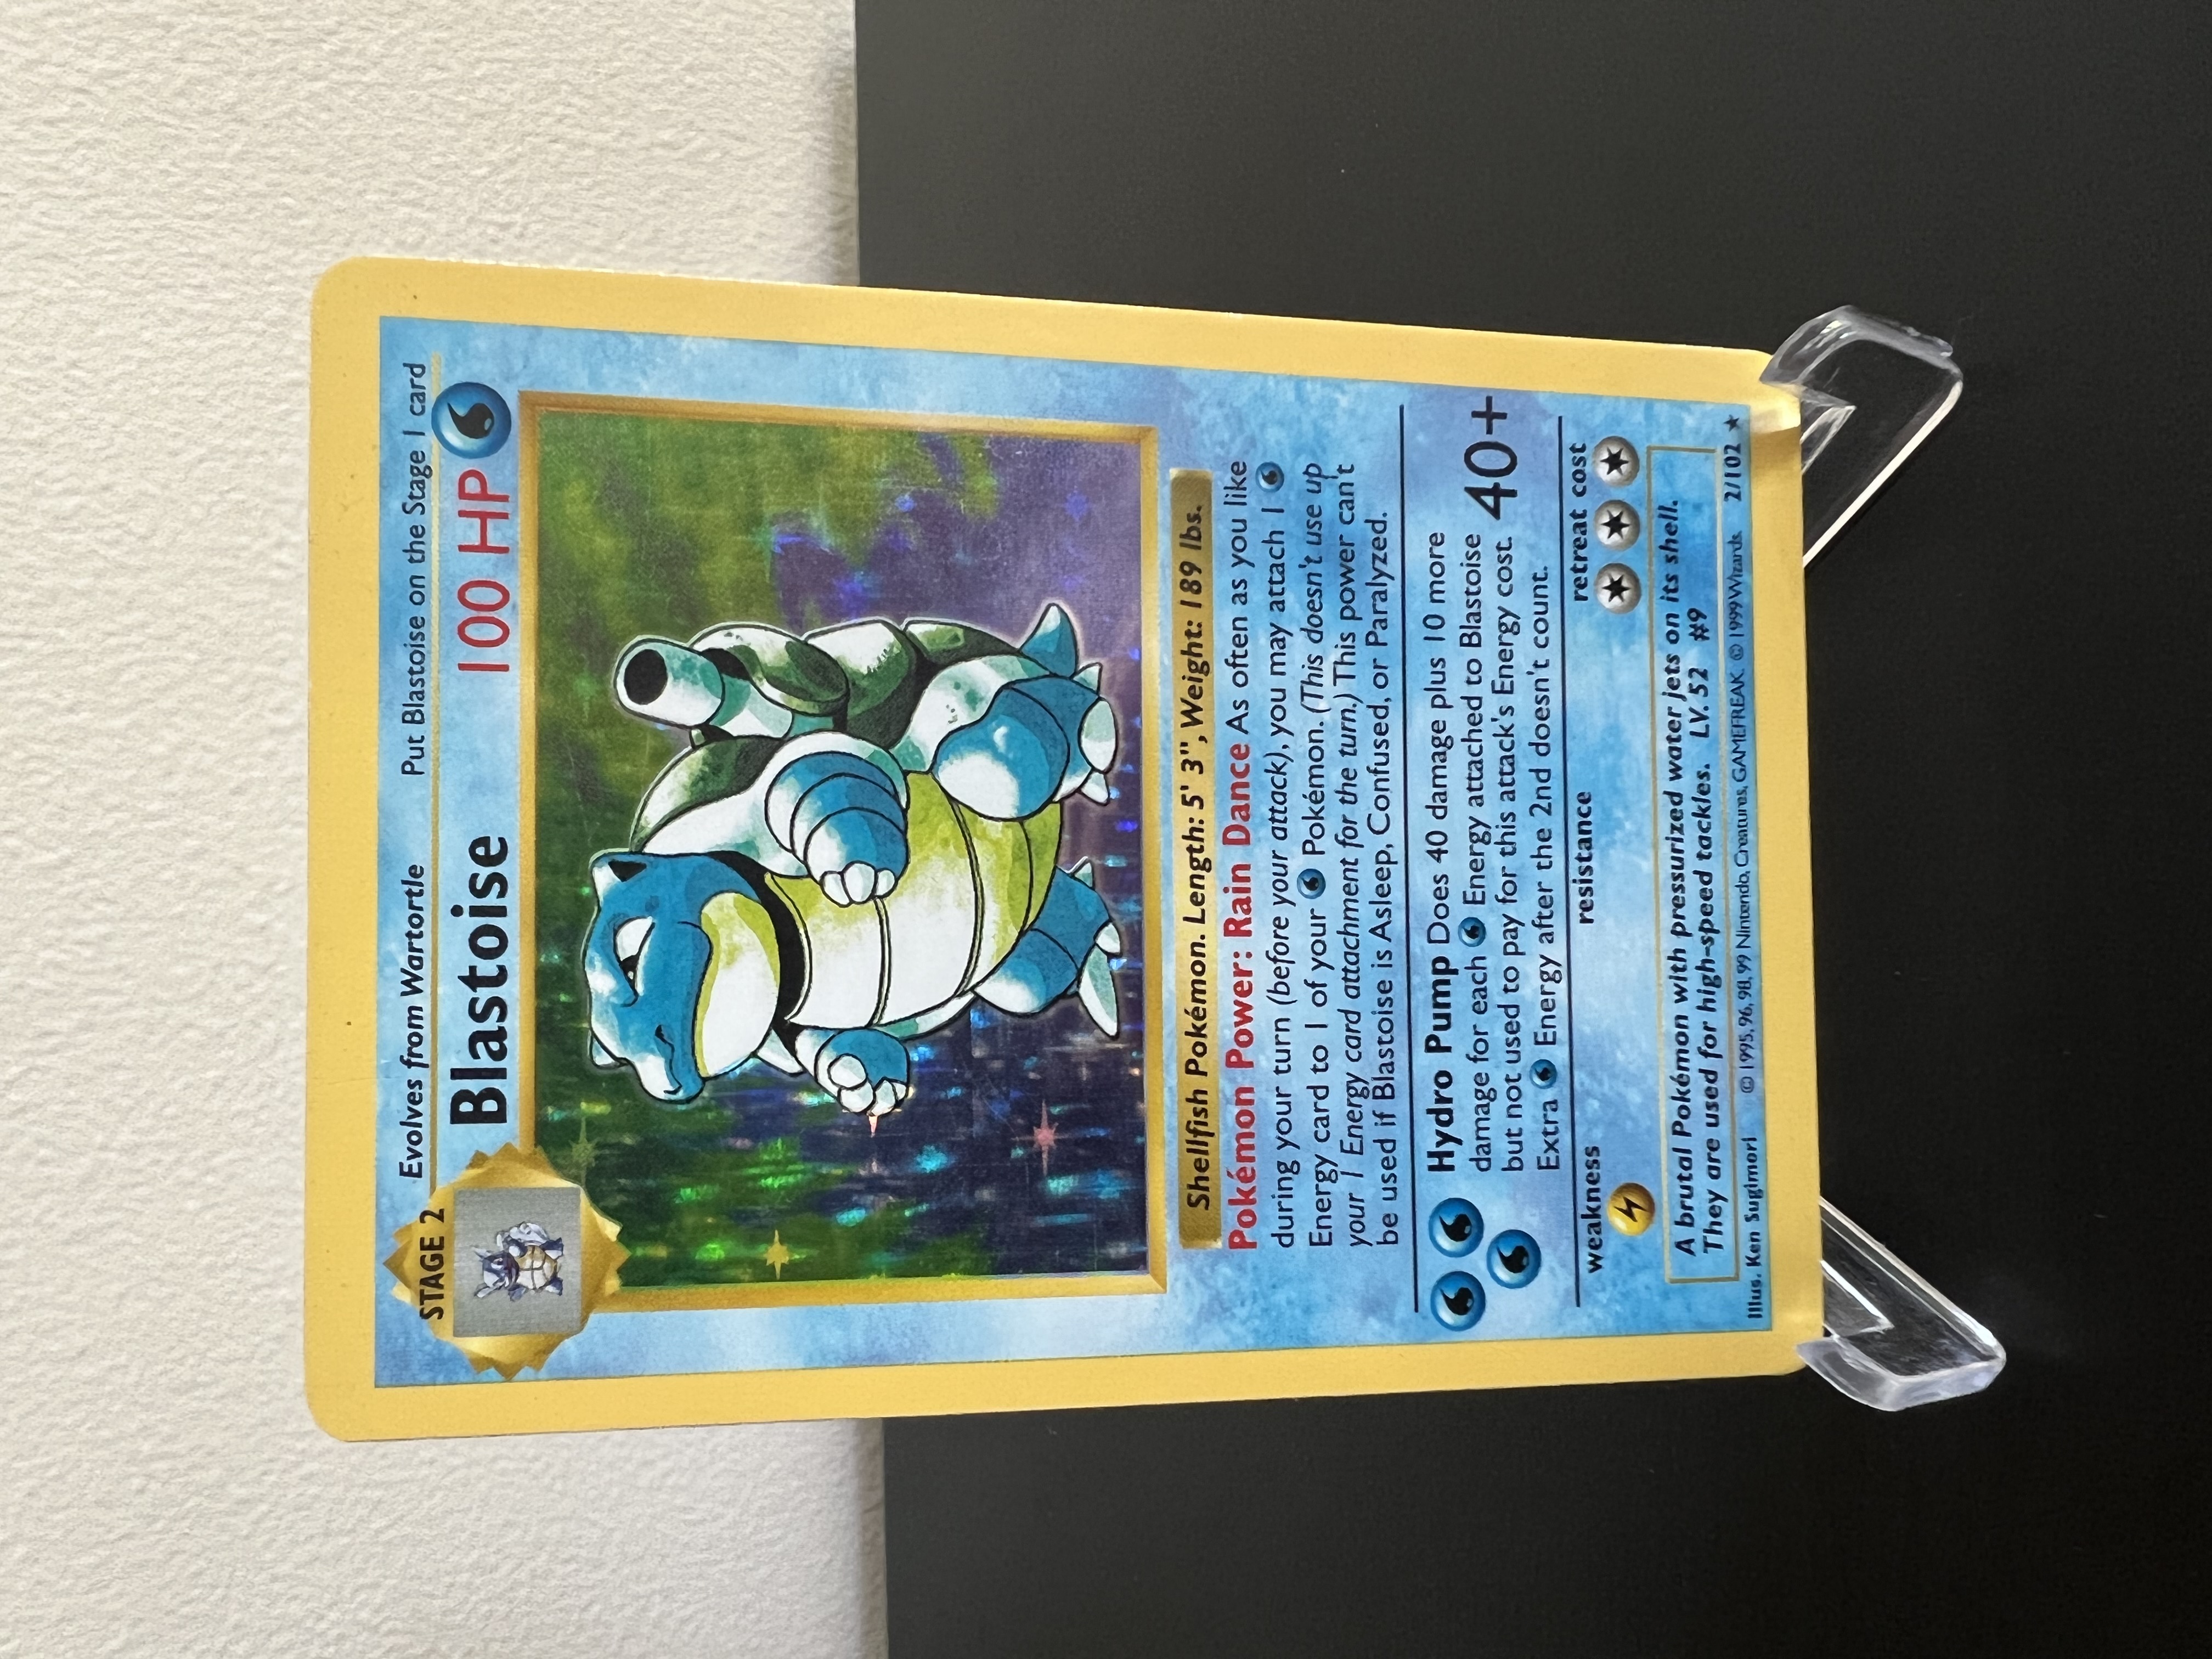 Evolves from Wartortle Put Blastoise on the Stage 1 card
STAGE 2
Blastoise 100 HP
Shellfish Pokémon. Length: 5' 3", Weight: 189 lbs.
Pokémon Power: Rain Dance As often as you like
during your turn (before your attack), you may attach 1
Energy card to 1 of your Pokémon. (This doesn't use up
your 1 Energy card attachment for the turn.) This power can't
be used if Blastoise is Asleep, Confused, or Paralyzed.
Hydro Pump Does 40 damage plus 10 more
damage for each Energy attached to Blastoise
but not used to pay for this attack's Energy cost.
Extra Energy after the 2nd doesn't count.
40+
weakness resistance retreat cost
A brutal Pokémon with pressurized water jets on its shell.
They are used for high-speed tackles. LV. 52 #9
Illus. Ken Sugimori © 1995, 96, 98, 99 Nintendo, Creatures, GAMEFREAK. © 1999 Wizards. 2/102 ★